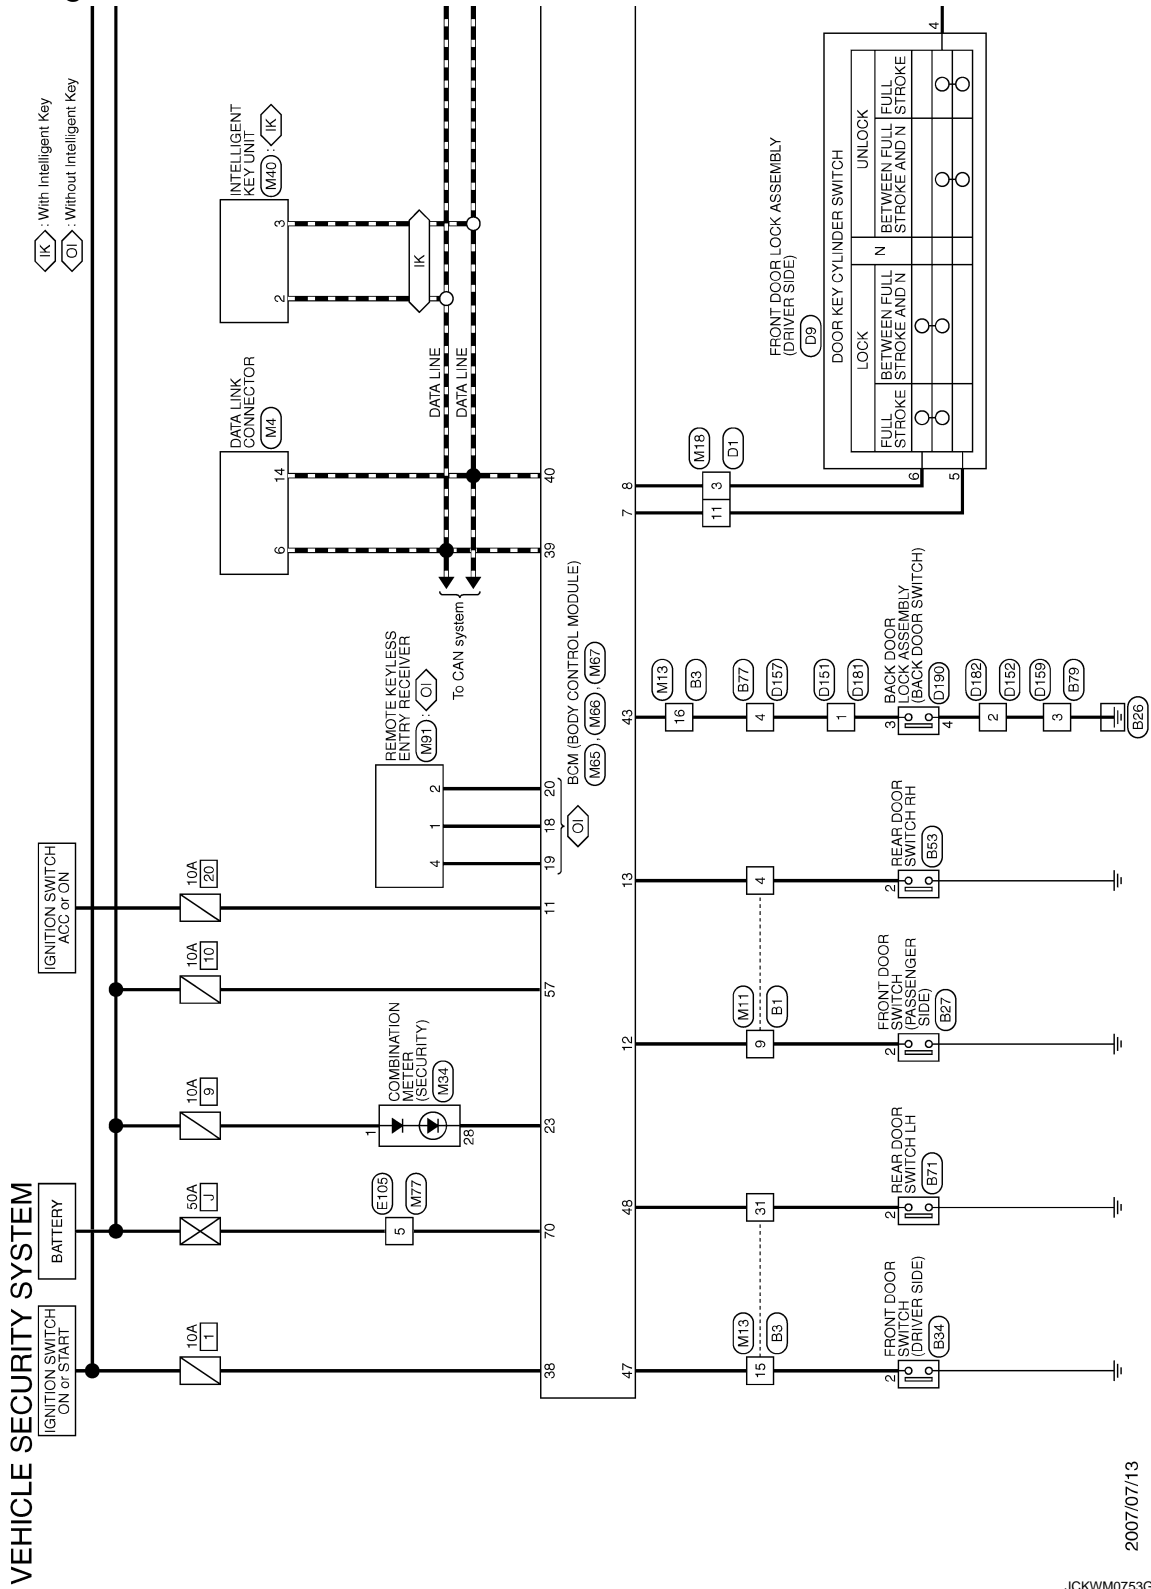 VEHICLE SECURITY SYSTEM
IK : With Intelligent Key
OI : Without Intelligent Key
IGNITION SWITCH
ON or START
BATTERY
IGNITION SWITCH
ACC or ON
10A
1
50A
J
10A
9
10A
10
10A
20
DATA LINK
CONNECTOR
M4
6
14
INTELLIGENT
KEY UNIT
M40 : IK
2
3
IK
E105
5
M77
1
28
COMBINATION
METER
(SECURITY)
M34
REMOTE KEYLESS
ENTRY RECEIVER
M91 : OI
4
1
2
To CAN system
DATA LINE
DATA LINE
38
70
23
57
11
19
18
20
39
40
OI
BCM (BODY CONTROL MODULE)
M65 , M66 , M67
47
48
12
13
43
7
8
M13
15
B3
31
M11
9
B1
4
M13
16
B3
B77
4
D157
D151
1
D181
M18
11
3
D1
2
FRONT DOOR
SWITCH
(DRIVER SIDE)
B34
2
REAR DOOR
SWITCH LH
B71
2
FRONT DOOR
SWITCH
(PASSENGER
SIDE)
B27
2
REAR DOOR
SWITCH RH
B53
3
4
BACK DOOR
LOCK ASSEMBLY
(BACK DOOR SWITCH)
D190
D182
2
D152
D159
3
B79
B26
FRONT DOOR LOCK ASSEMBLY
(DRIVER SIDE)
D9
DOOR KEY CYLINDER SWITCH
LOCK
N
UNLOCK
FULL
STROKE
BETWEEN FULL
STROKE AND N
BETWEEN FULL
STROKE AND N
FULL
STROKE
6
5
4
2007/07/13
JCKWM0753G